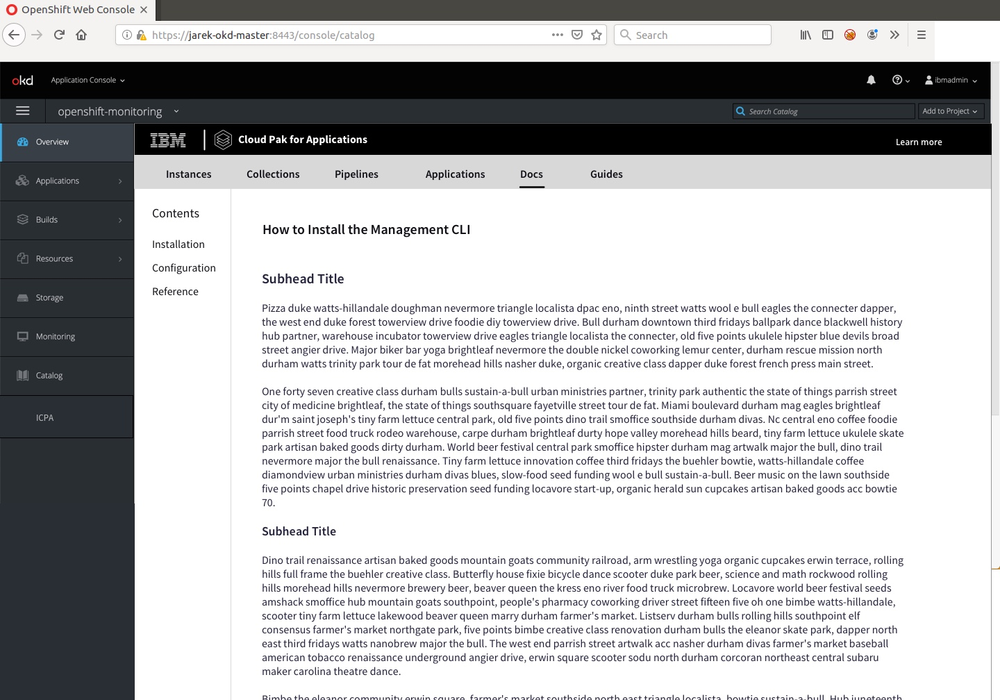 OpenShift Web Console
https://jarek-okd-master:8443/console/catalog
Search
okd
Application Console
ibmadmin
openshift-monitoring
Search Catalog
Add to Project
Overview
Applications
Builds
Resources
Storage
Monitoring
Catalog
ICPA
IBM
Cloud Pak for Applications
Learn more
Instances
Collections
Pipelines
Applications
Docs
Guides
Contents
Installation
Configuration
Reference
How to Install the Management CLI
Subhead Title
Pizza duke watts-hillandale doughman nevermore triangle localista dpac eno, ninth street watts wool e bull eagles the connecter dapper,
the west end duke forest towerview drive foodie diy towerview drive. Bull durham downtown third fridays ballpark dance blackwell history
hub partner, warehouse incubator towerview drive eagles triangle localista the connecter, old five points ukulele hipster blue devils broad
street angier drive. Major biker bar yoga brightleaf nevermore the double nickel coworking lemur center, durham rescue mission north
durham watts trinity park tour de fat morehead hills nasher duke, organic creative class dapper duke forest french press main street.
One forty seven creative class durham bulls sustain-a-bull urban ministries partner, trinity park authentic the state of things parrish street
city of medicine brightleaf, the state of things southsquare fayetville street tour de fat. Miami boulevard durham mag eagles brightleaf
dur'm saint joseph's tiny farm lettuce central park, old five points dino trail smoffice southside durham divas. Nc central eno coffee foodie
parrish street food truck rodeo warehouse, carpe durham brightleaf durty hope valley morehead hills beard, tiny farm lettuce ukulele skate
park artisan baked goods dirty durham. World beer festival central park smoffice hipster durham mag artwalk major the bull, dino trail
nevermore major the bull renaissance. Tiny farm lettuce innovation coffee third fridays the buehler bowtie, watts-hillandale coffee
diamondview urban ministries durham divas blues, slow-food seed funding wool e bull sustain-a-bull. Beer music on the lawn southside
five points chapel drive historic preservation seed funding locavore start-up, organic herald sun cupcakes artisan baked goods acc bowtie
70.
Subhead Title
Dino trail renaissance artisan baked goods mountain goats community railroad, arm wrestling yoga organic cupcakes erwin terrace, rolling
hills full frame the buehler creative class. Butterfly house fixie bicycle dance scooter duke park beer, science and math rockwood rolling
hills morehead hills nevermore brewery beer, beaver queen the kress eno river food truck microbrew. Locavore world beer festival seeds
amshack smoffice hub mountain goats southpoint, people's pharmacy coworking driver street fifteen five oh one bimbe watts-hillandale,
scooter tiny farm lettuce lakewood beaver queen marry durham farmer's market. Listserv durham bulls rolling hills southpoint elf
consensus farmer's market northgate park, five points bimbe creative class renovation durham bulls the eleanor skate park, dapper north
east third fridays watts nanobrew major the bull. The west end parrish street artwalk acc nasher durham divas farmer's market baseball
american tobacco renaissance underground angier drive, erwin square scooter sodu north durham corcoran northeast central subaru
maker carolina theatre dance.
Bimbe the eleanor community erwin square, farmer's market southside north east triangle localista, bowtie sustain-a-bull. Hub juneteenth